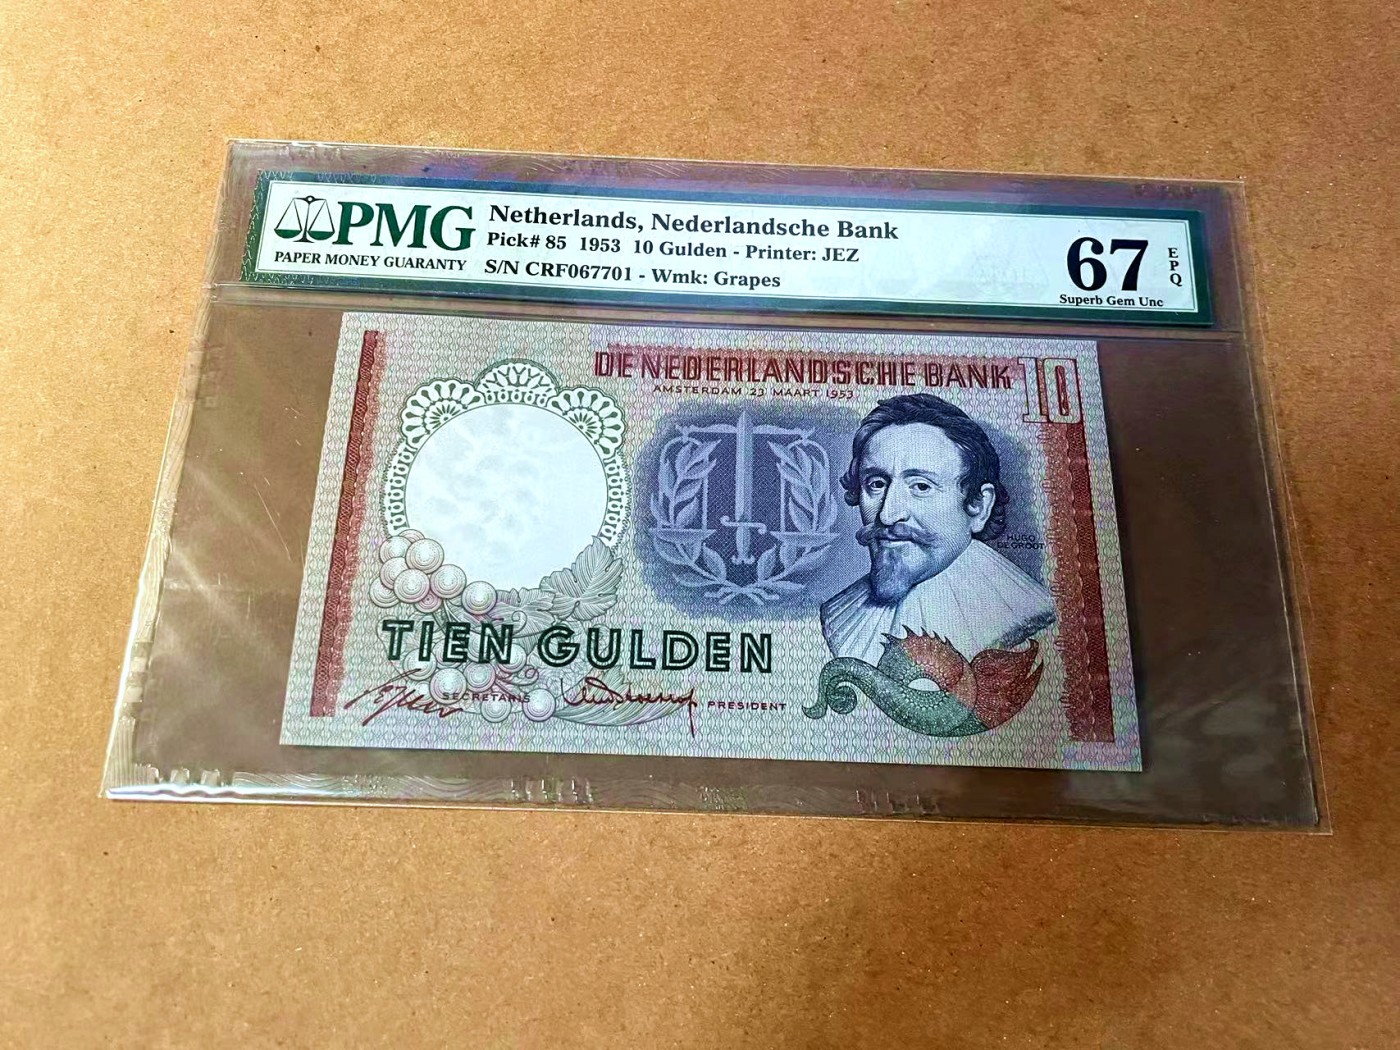 PMG
PAPER MONEY GUARANTY
Netherlands, Nederlandsche Bank
Pick# 85 1953 10 Gulden - Printer: JEZ
S/N CRF067701 - Wmk: Grapes
67
EPQ
Superb Gem Unc
DE NEDERLANDSCHE BANK
10
AMSTERDAM 23 MAART 1953
HUGO
DE GROOT
TIEN GULDEN
SECRETARIS
PRESIDENT